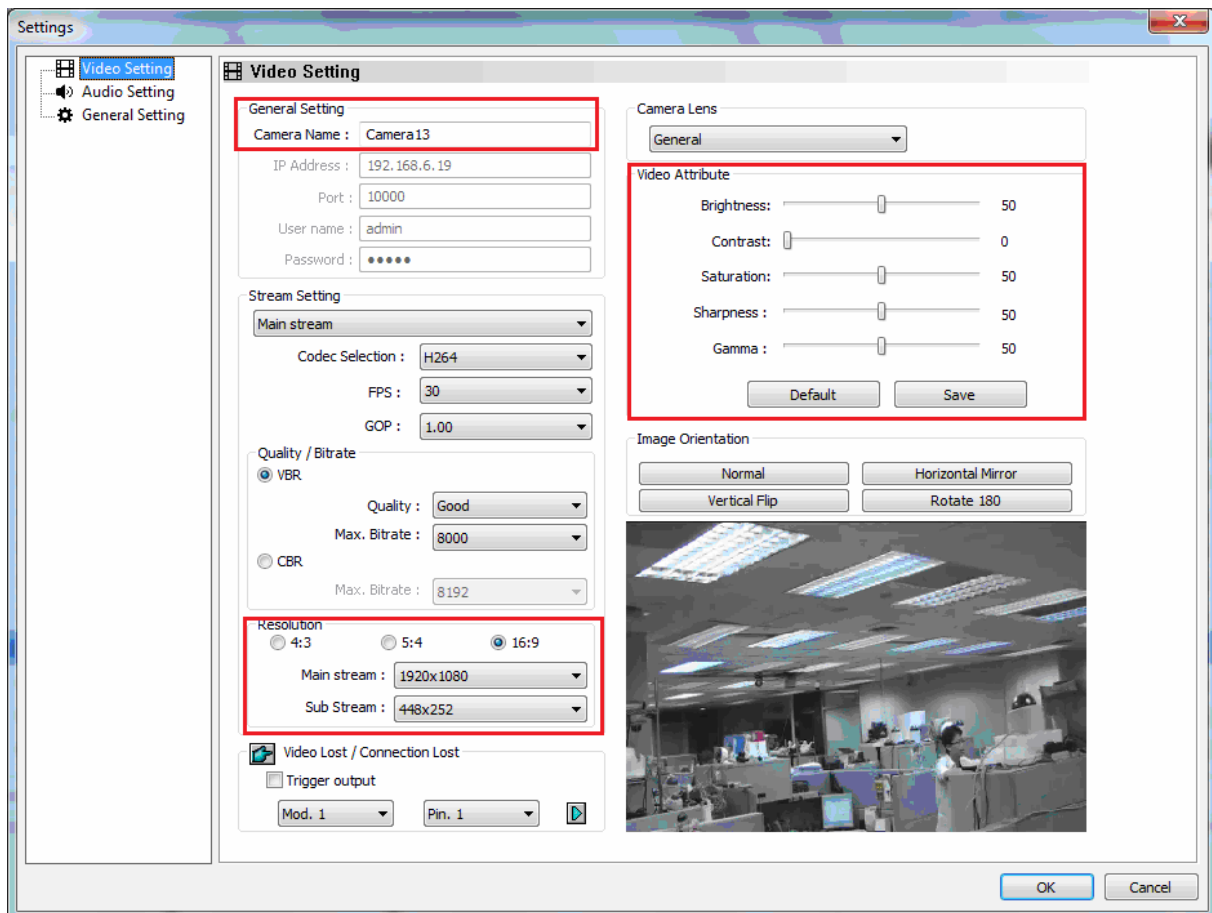 Settings
Video Setting
Audio Setting
General Setting
Video Setting
General Setting
Camera Name : Camera13
IP Address : 192.168.6.19
Port : 10000
User name : admin
Password : •••••
Stream Setting
Main stream
Codec Selection : H264
FPS : 30
GOP : 1.00
Quality / Bitrate
VBR
Quality : Good
Max. Bitrate : 8000
CBR
Max. Bitrate : 8192
Resolution
4:3 5:4 16:9
Main stream : 1920x1080
Sub Stream : 448x252
Video Lost / Connection Lost
Trigger output
Mod. 1 Pin. 1
Camera Lens
General
Video Attribute
Brightness: 50
Contrast: 0
Saturation: 50
Sharpness : 50
Gamma : 50
Default Save
Image Orientation
Normal Horizontal Mirror
Vertical Flip Rotate 180
OK Cancel